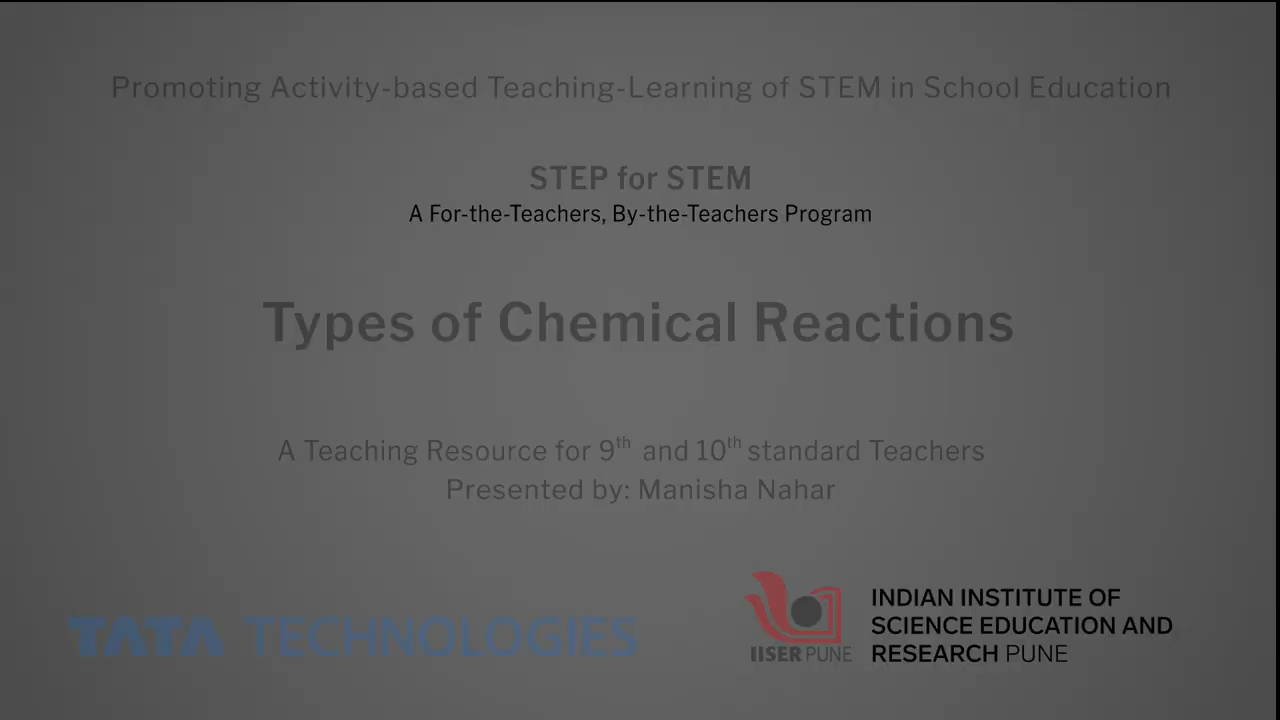 Promoting Activity-based Teaching-Learning of STEM in School Education
STEP for STEM
A For-the-Teachers, By-the-Teachers Program
Types of Chemical Reactions
A Teaching Resource for 9th and 10th standard Teachers
Presented by: Manisha Nahar
TATA TECHNOLOGIES
IISER PUNE
INDIAN INSTITUTE OF
SCIENCE EDUCATION AND
RESEARCH PUNE